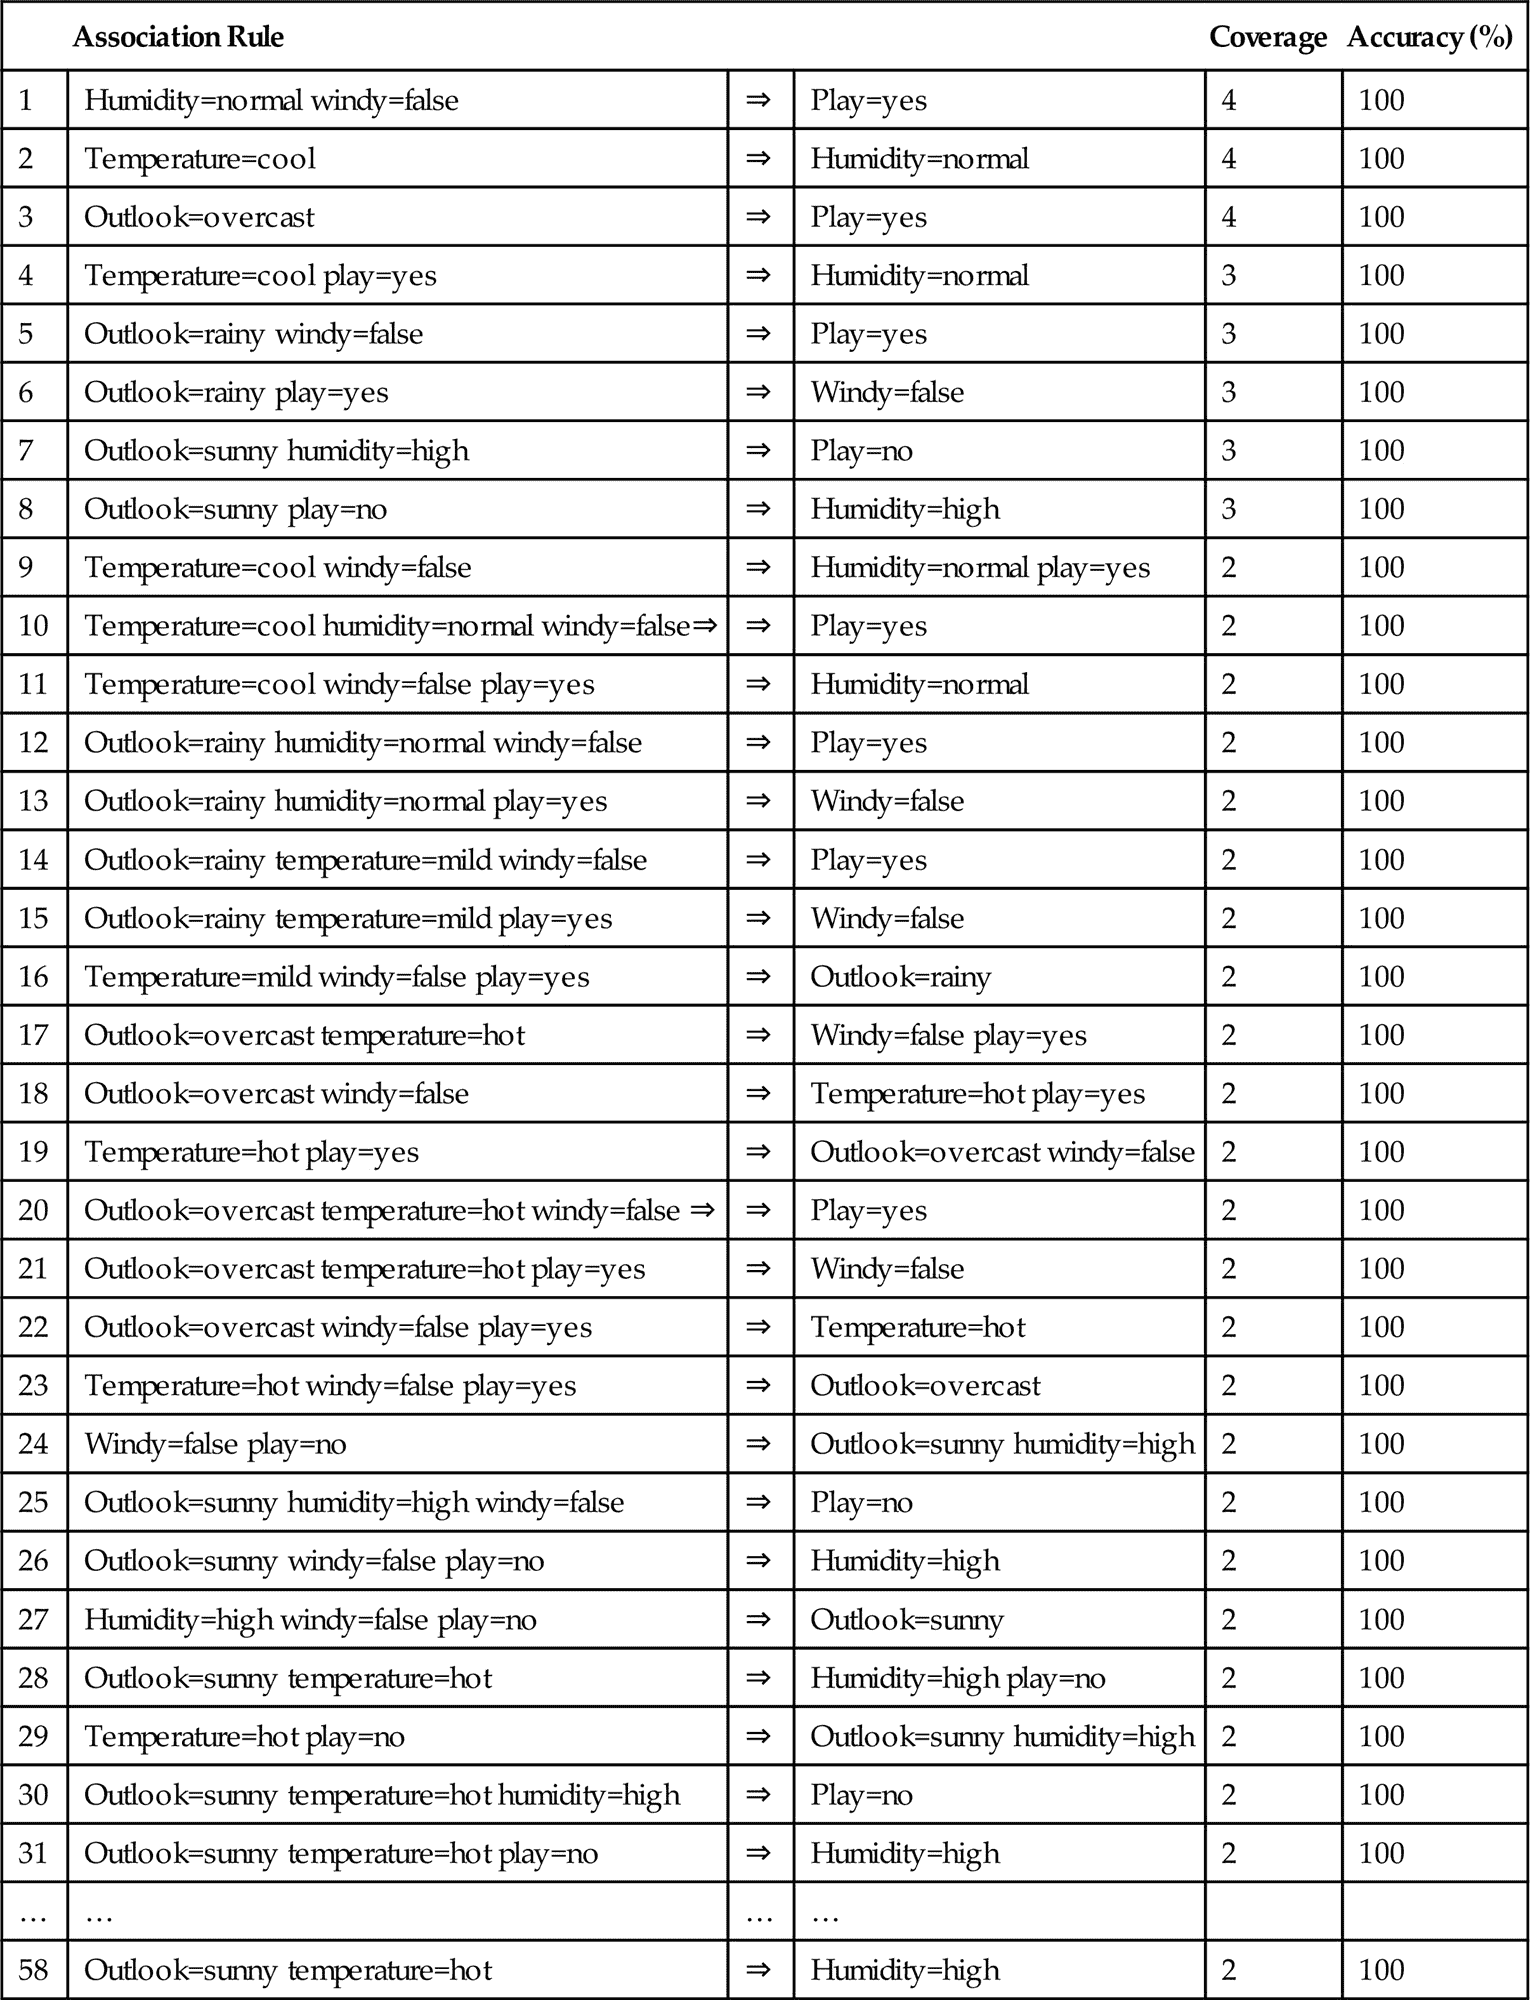 Association Rule Coverage Accuracy (%)
1 Humidity=normal windy=false ⇒ Play=yes 4 100
2 Temperature=cool ⇒ Humidity=normal 4 100
3 Outlook=overcast ⇒ Play=yes 4 100
4 Temperature=cool play=yes ⇒ Humidity=normal 3 100
5 Outlook=rainy windy=false ⇒ Play=yes 3 100
6 Outlook=rainy play=yes ⇒ Windy=false 3 100
7 Outlook=sunny humidity=high ⇒ Play=no 3 100
8 Outlook=sunny play=no ⇒ Humidity=high 3 100
9 Temperature=cool windy=false ⇒ Humidity=normal play=yes 2 100
10 Temperature=cool humidity=normal windy=false⇒ ⇒ Play=yes 2 100
11 Temperature=cool windy=false play=yes ⇒ Humidity=normal 2 100
12 Outlook=rainy humidity=normal windy=false ⇒ Play=yes 2 100
13 Outlook=rainy humidity=normal play=yes ⇒ Windy=false 2 100
14 Outlook=rainy temperature=mild windy=false ⇒ Play=yes 2 100
15 Outlook=rainy temperature=mild play=yes ⇒ Windy=false 2 100
16 Temperature=mild windy=false play=yes ⇒ Outlook=rainy 2 100
17 Outlook=overcast temperature=hot ⇒ Windy=false play=yes 2 100
18 Outlook=overcast windy=false ⇒ Temperature=hot play=yes 2 100
19 Temperature=hot play=yes ⇒ Outlook=overcast windy=false 2 100
20 Outlook=overcast temperature=hot windy=false ⇒ ⇒ Play=yes 2 100
21 Outlook=overcast temperature=hot play=yes ⇒ Windy=false 2 100
22 Outlook=overcast windy=false play=yes ⇒ Temperature=hot 2 100
23 Temperature=hot windy=false play=yes ⇒ Outlook=overcast 2 100
24 Windy=false play=no ⇒ Outlook=sunny humidity=high 2 100
25 Outlook=sunny humidity=high windy=false ⇒ Play=no 2 100
26 Outlook=sunny windy=false play=no ⇒ Humidity=high 2 100
27 Humidity=high windy=false play=no ⇒ Outlook=sunny 2 100
28 Outlook=sunny temperature=hot ⇒ Humidity=high play=no 2 100
29 Temperature=hot play=no ⇒ Outlook=sunny humidity=high 2 100
30 Outlook=sunny temperature=hot humidity=high ⇒ Play=no 2 100
31 Outlook=sunny temperature=hot play=no ⇒ Humidity=high 2 100
… … … …
58 Outlook=sunny temperature=hot ⇒ Humidity=high 2 100